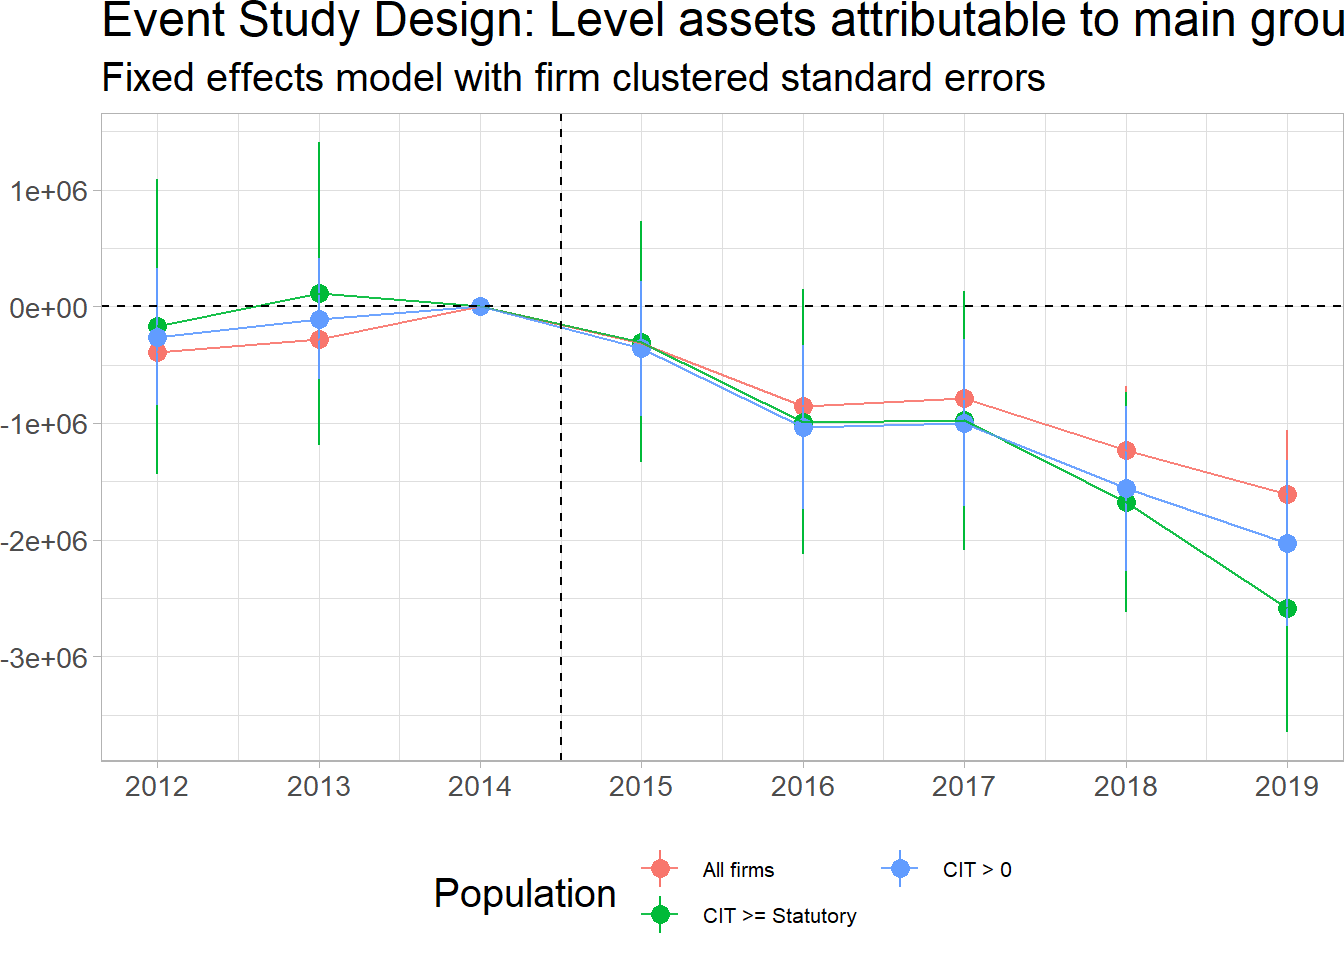 Event Study Design: Level assets attributable to main grou
Fixed effects model with firm clustered standard errors
1e+06
0e+00
-1e+06
-2e+06
-3e+06
2012 2013 2014 2015 2016 2017 2018 2019
Population
All firms
CIT >= Statutory
CIT > 0